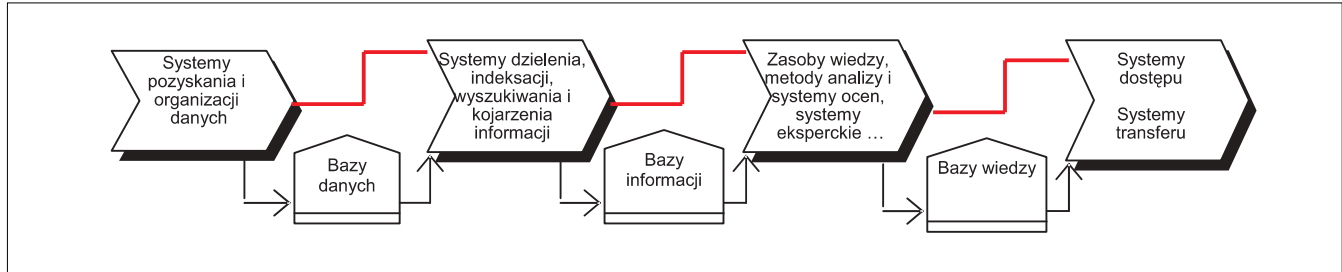 Systemy
pozyskania i
organizacji
danych
Bazy
danych
Systemy dzielenia,
indeksacji,
wyszukiwania i
kojarzenia
informacji
Bazy
informacji
Zasoby wiedzy,
metody analizy i
systemy ocen,
systemy
eksperckie ...
Bazy wiedzy
Systemy
dostępu
Systemy
transferu